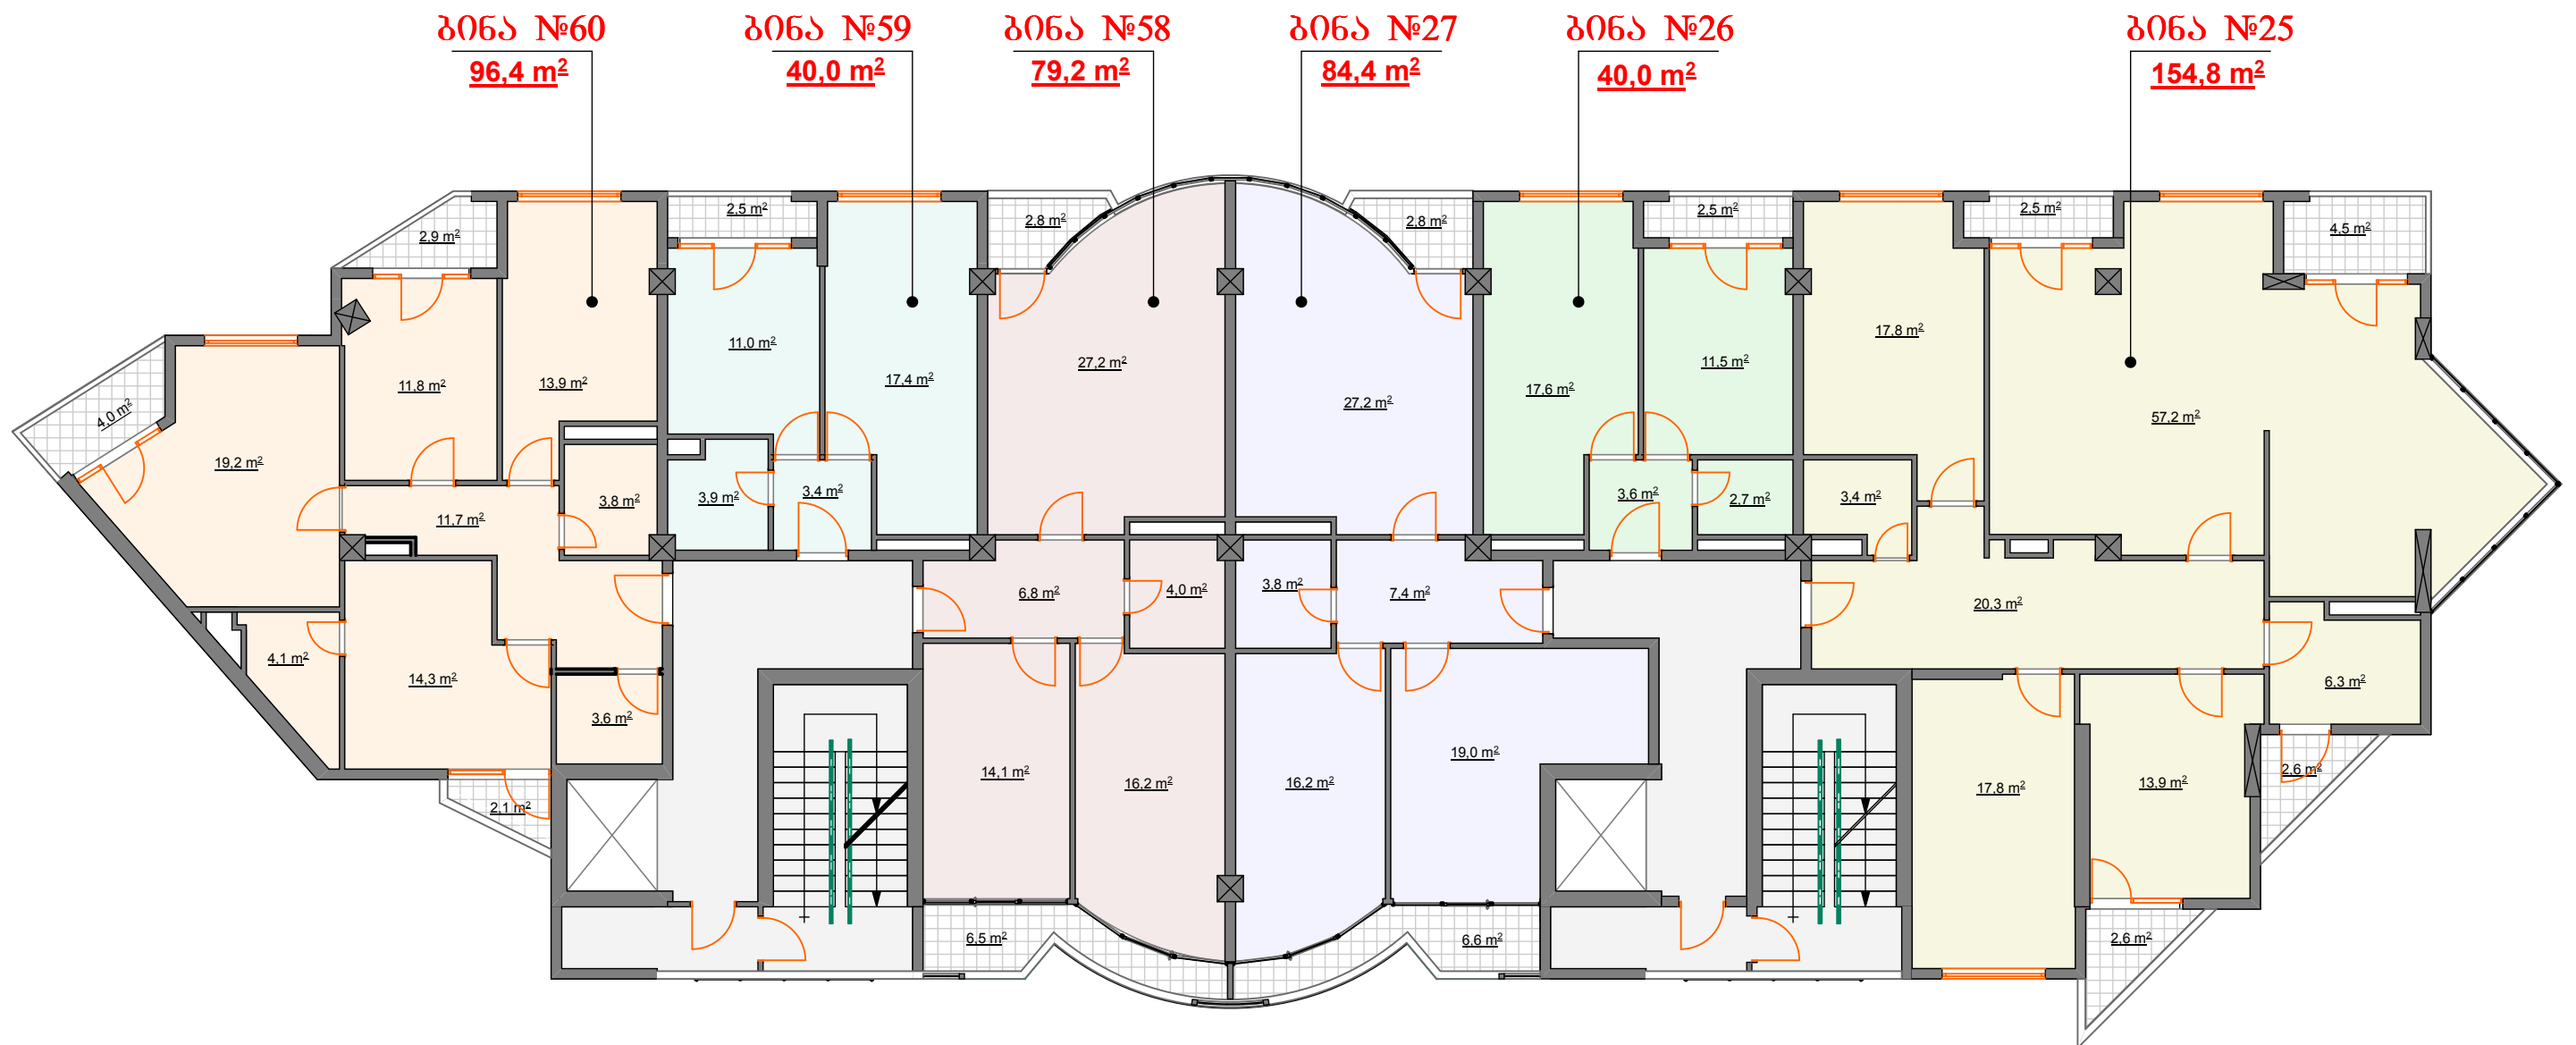 ბინა №60
96,4 m²
ბინა №59
40,0 m²
ბინა №58
79,2 m²
ბინა №27
84,4 m²
ბინა №26
40,0 m²
ბინა №25
154,8 m²
2,9 m²
2,5 m²
2,8 m²
2,8 m²
2,5 m²
2,5 m²
4,5 m²
4,0 m²
19,2 m²
11,8 m²
13,9 m²
11,0 m²
17,4 m²
27,2 m²
27,2 m²
17,6 m²
11,5 m²
17,8 m²
57,2 m²
11,7 m²
3,8 m²
3,9 m²
3,4 m²
3,6 m²
2,7 m²
3,4 m²
6,8 m²
4,0 m²
3,8 m²
7,4 m²
20,3 m²
4,1 m²
14,3 m²
3,6 m²
6,3 m²
14,1 m²
16,2 m²
16,2 m²
19,0 m²
17,8 m²
13,9 m²
2,6 m²
2,1 m²
6,5 m²
6,6 m²
2,6 m²